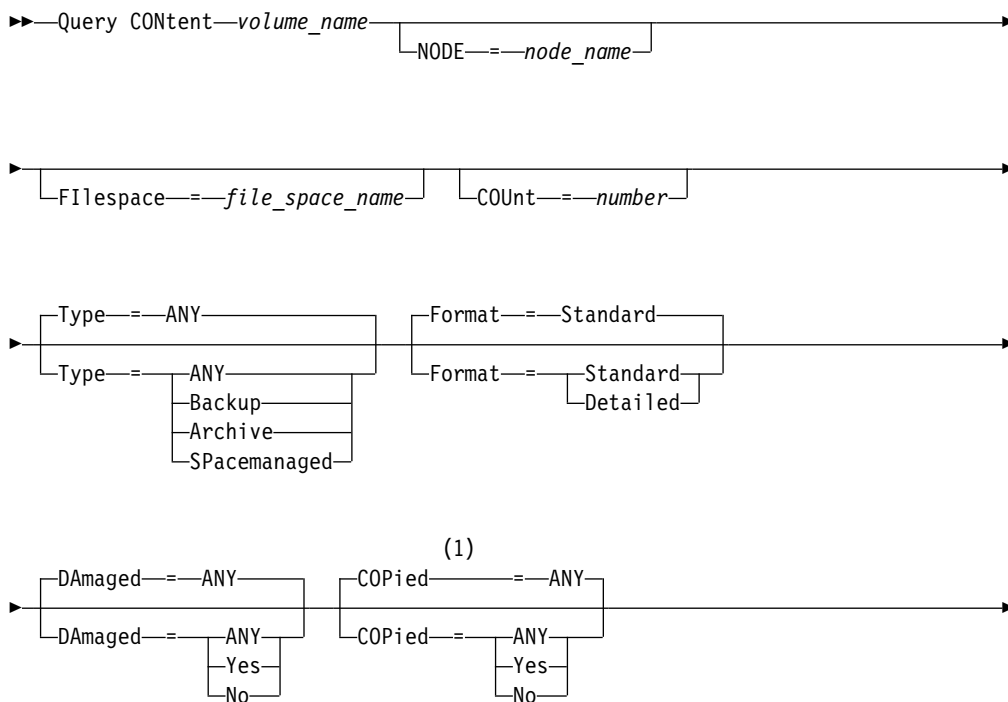 Query CONtent volume_name
NODE = node_name
FIlespace = file_space_name COUnt = number
Type = ANY Format = Standard
Type = ANY Format = Standard
Backup Detailed
Archive
SPacemanaged
(1)
DAmaged = ANY COPied = ANY
DAmaged = ANY COPied = ANY
Yes Yes
No No